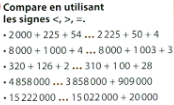 Compare en utilisant
les signes <, >, =.
• 2 000 + 225 + 54 ... 2 225 + 50 + 4
• 8 000 + 1 000 + 4 ... 8 000 + 1 003 + 3
• 320 + 126 + 2 ... 310 + 100 + 28
• 4 858 000 ... 3 858 000 + 909 000
• 15 222 000 ... 15 022 000 + 20 000